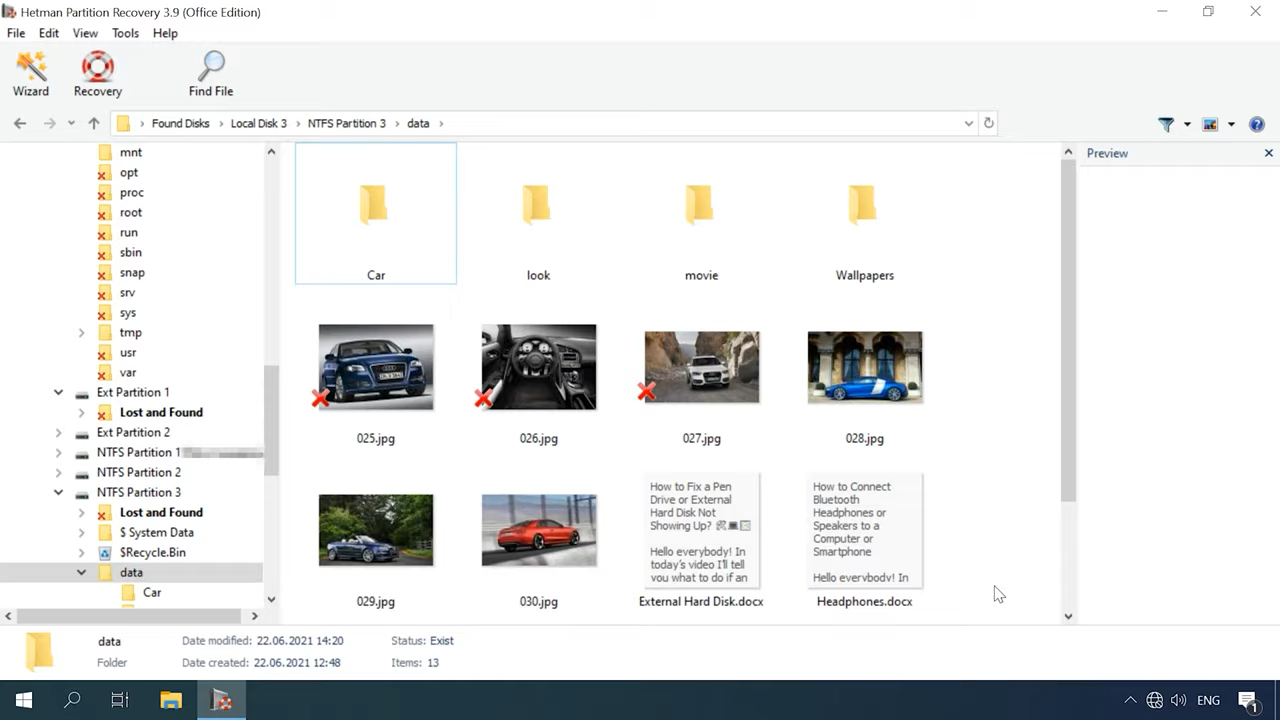 Hetman Partition Recovery 3.9 (Office Edition)
File Edit View Tools Help
Wizard Recovery Find File
Found Disks Local Disk 3 NTFS Partition 3 data
mnt
opt
proc
root
run
sbin
snap
srv
sys
tmp
usr
var
Ext Partition 1
Lost and Found
Ext Partition 2
NTFS Partition 1
NTFS Partition 2
NTFS Partition 3
Lost and Found
$ System Data
$Recycle.Bin
data
Car
Car look movie Wallpapers
025.jpg 026.jpg 027.jpg 028.jpg
How to Fix a Pen
Drive or External
Hard Disk Not
Showing Up?
Hello everybody! In
today's video I'll tell
you what to do if an
How to Connect
Bluetooth
Headphones or
Speakers to a
Computer or
Smartphone
Hello everybody! In
029.jpg 030.jpg External Hard Disk.docx Headphones.docx
Preview
data Date modified: 22.06.2021 14:20 Status: Exist
Folder Date created: 22.06.2021 12:48 Items: 13
ENG 1